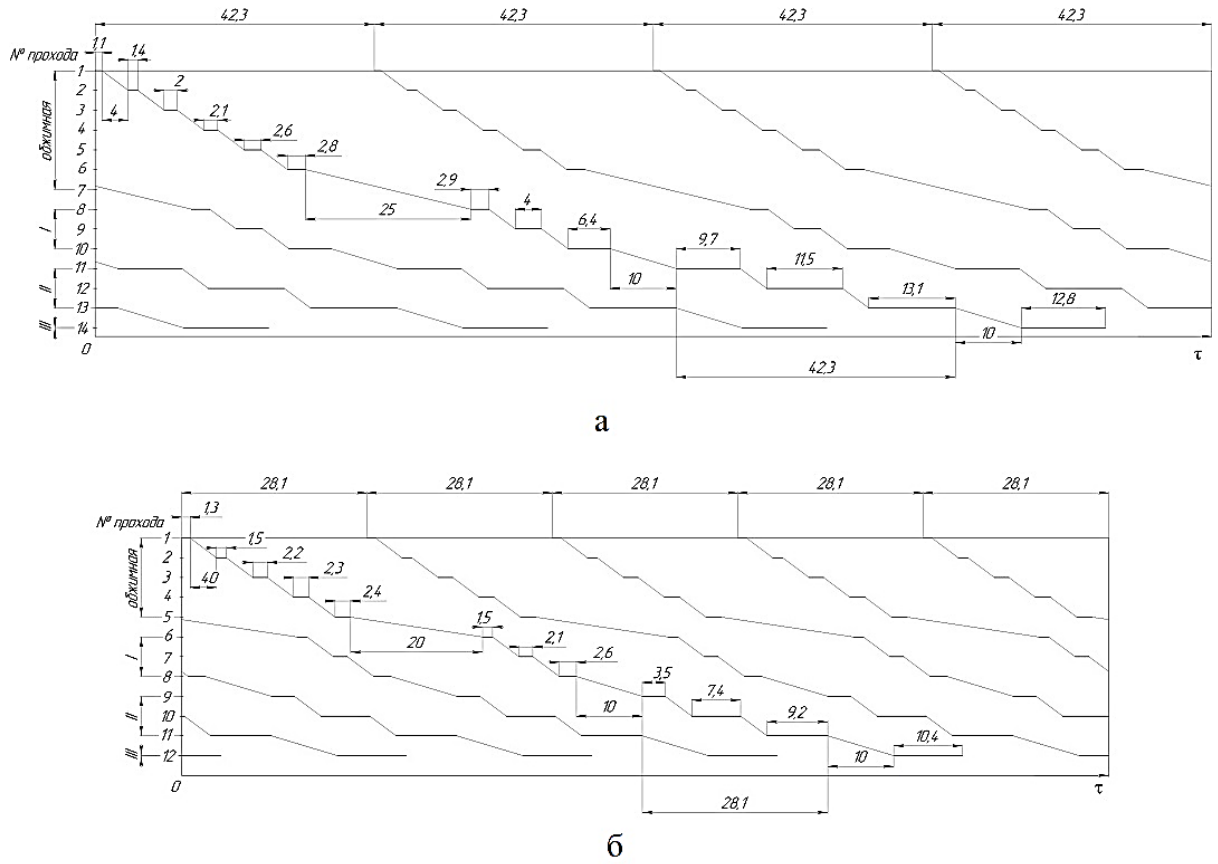 42,3 42,3 42,3 42,3
1,1
№ прохода 1,4
1
2 2
3 2,1
4 4 2,6
обжимная
5 2,8
6 2,9
7 4
8 25 6,4
I 9 9,7
10 11,5
11 10 13,1
II 12 12,8
13
III 14 10
0 τ
42,3
а
28,1 28,1 28,1 28,1 28,1
1,3
№ прохода
1 1,5
2 2,2
3 40 2,3
обжимная
4 2,4
5 1,5
6 2,1
I 7 20 2,6
8 3,5
9 7,4
II 10 10 9,2
11 10,4
III 12 10
0 τ
28,1
б